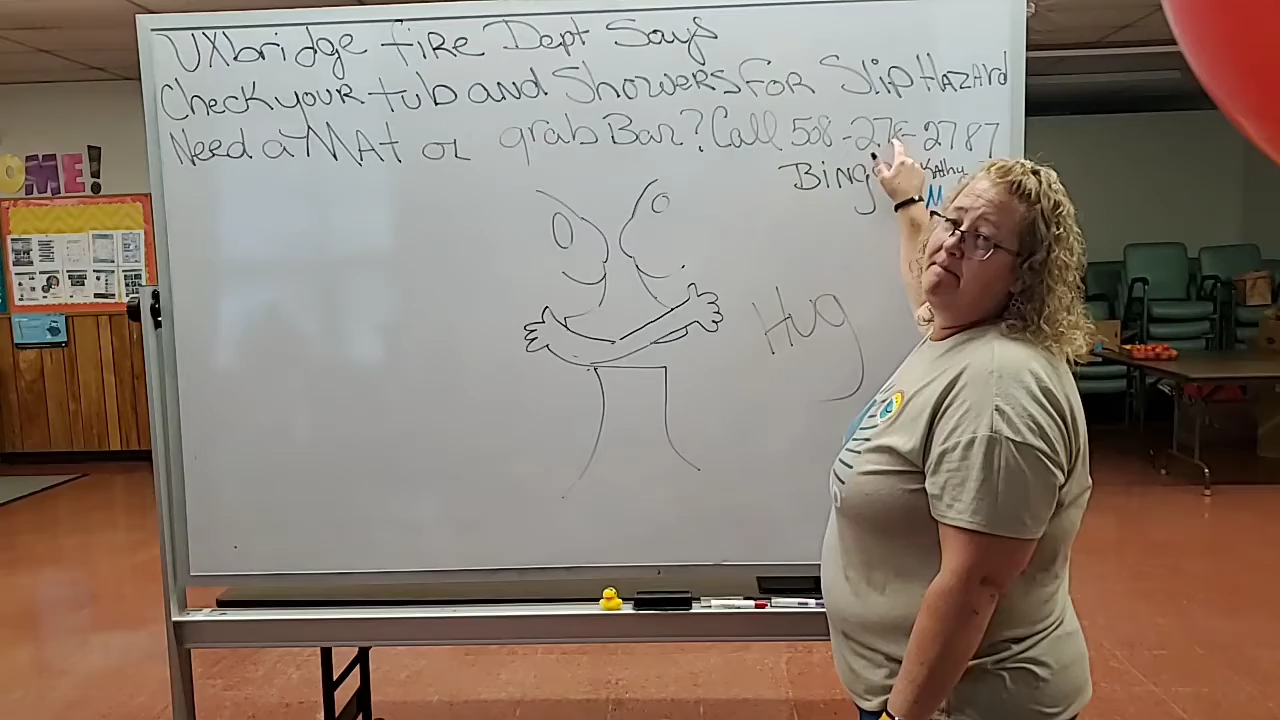 Uxbridge fire Dept Says
Check your tub and Showers For Slip Hazard
Need a MAt or grab Bar? Call 508-278-2787
Kathy
Hug
OME!